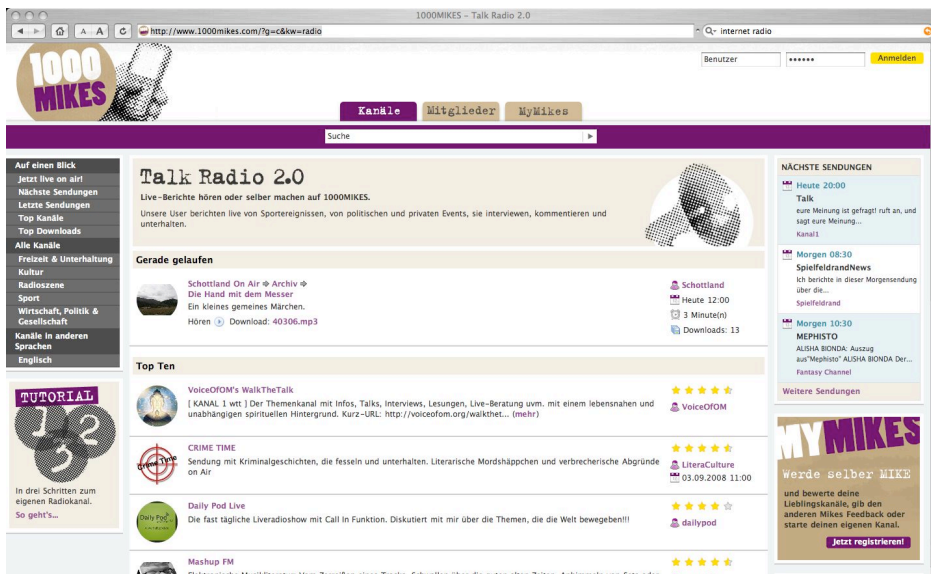 1000MIKES – Talk Radio 2.0
A A
http://www.1000mikes.com/?g=c&kw=radio
internet radio
1000
MIKES
Benutzer
Anmelden
Kanäle
Mitglieder
MyMikes
Suche
Auf einen Blick
Jetzt live on air!
Nächste Sendungen
Letzte Sendungen
Top Kanäle
Top Downloads
Alle Kanäle
Freizeit & Unterhaltung
Kultur
Radioszene
Sport
Wirtschaft, Politik &
Gesellschaft
Kanäle in anderen
Sprachen
Englisch
TUTORIAL
1 2
3
In drei Schritten zum
eigenen Radiokanal.
So geht's...
Talk Radio 2.0
Live-Berichte hören oder selber machen auf 1000MIKES.
Unsere User berichten live von Sportereignissen, von politischen und privaten Events, sie interviewen, kommentieren und
unterhalten.
Gerade gelaufen
Schottland On Air ➾ Archiv ➾
Die Hand mit dem Messer
Ein kleines gemeines Märchen.
Hören Download: 40306.mp3
Schottland
Heute 12:00
3 Minute(n)
Downloads: 13
Top Ten
VoiceOfOM's WalkTheTalk
[ KANAL 1 wtt ] Der Themenkanal mit Infos, Talks, Interviews, Lesungen, Live-Beratung uvm. mit einem lebensnahen und
unabhängigen spirituellen Hintergrund. Kurz-URL: http://voiceofom.org/walkthet... (mehr)
VoiceOfOM
Crime Time
CRIME TIME
Sendung mit Kriminalgeschichten, die fesseln und unterhalten. Literarische Mordshäppchen und verbrecherische Abgründe
on Air
LiteraCulture
03.09.2008 11:00
Daily Pod
Daily Pod Live
Die fast tägliche Liveradioshow mit Call In Funktion. Diskutiert mit mir über die Themen, die die Welt bewegeben!!!
dailypod
Mashup FM
NÄCHSTE SENDUNGEN
Heute 20:00
Talk
eure Meinung ist gefragt! ruft an, und
sagt eure Meinung...
Kanal1
Morgen 08:30
SpielfeldrandNews
Ich berichte in dieser Morgensendung
über die...
Spielfeldrand
Morgen 10:30
MEPHISTO
ALISHA BIONDA: Auszug
aus"Mephisto" ALISHA BIONDA Der...
Fantasy Channel
Weitere Sendungen
MY MIKES
Werde selber MIKE
und bewerte deine
Lieblingskanäle, gib den
anderen Mikes Feedback oder
starte deinen eigenen Kanal.
Jetzt registrieren!